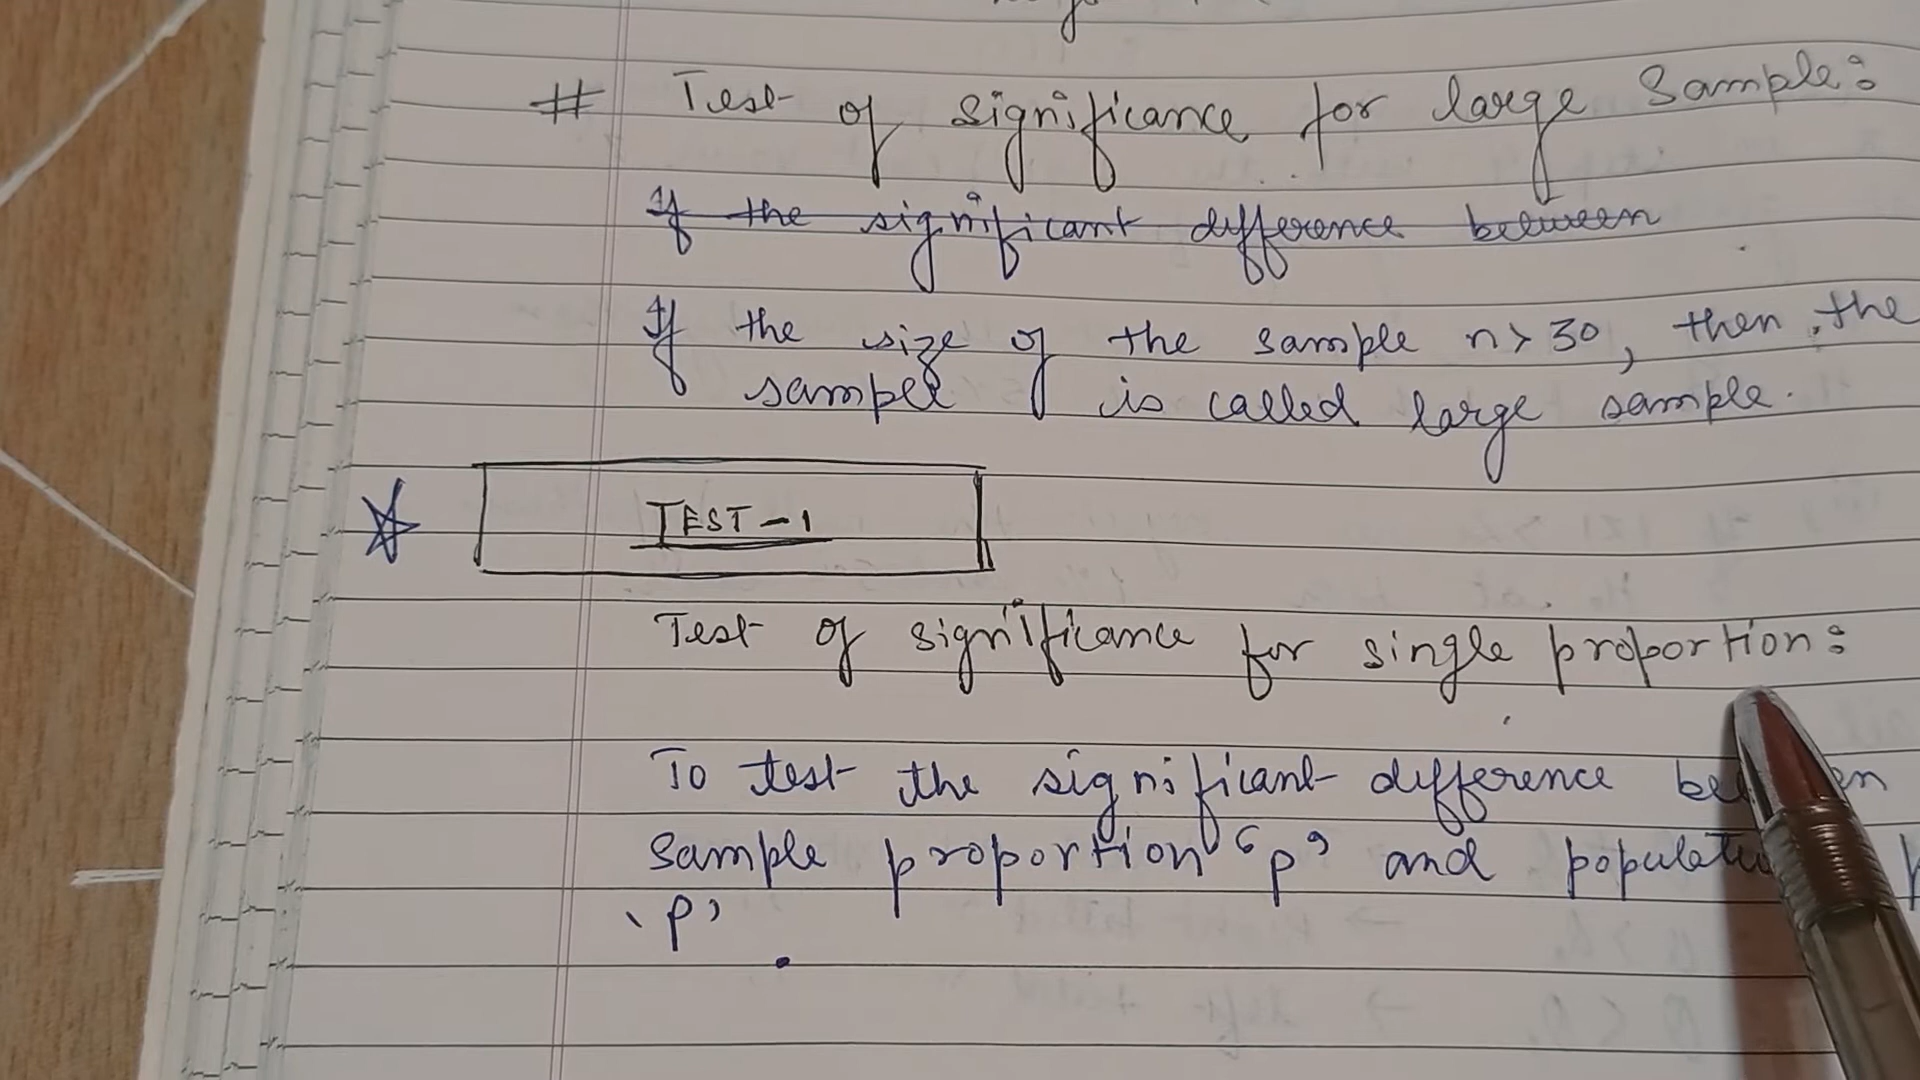 # Test of significance for large Sample:
If the significant difference between
If the size of the sample n > 30, then the
sample is called large sample.
TEST-1
Test of significance for single proportion:
To test the significant difference
sample proportion 'p' and
'P'.